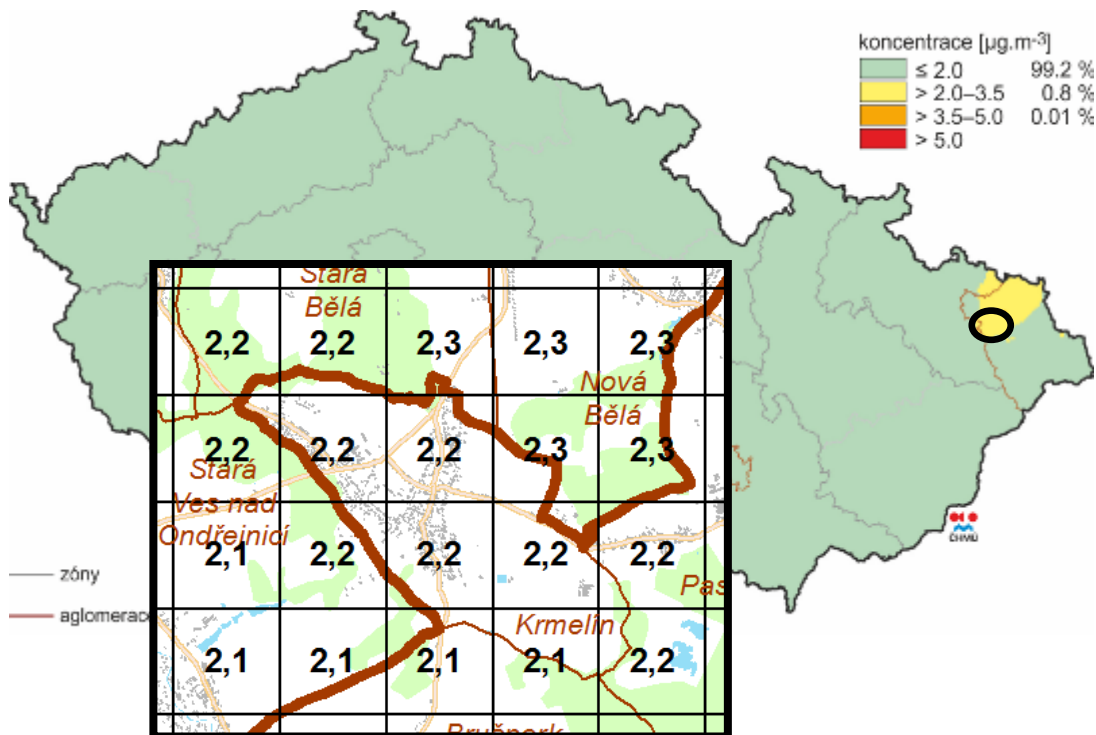 koncentrace [µg.m-³]
≤ 2.0 99.2 %
> 2.0–3.5 0.8 %
> 3.5–5.0 0.01 %
> 5.0
Stará
Bělá
2,2 2,2 2,3 2,3 2,3
Nová
Bělá
2,2 2,2 2,2 2,3 2,3
Stará
Ves nad
Ondřejnicí
2,1 2,2 2,2 2,2 2,2
Pas
Krmelín
2,1 2,1 2,1 2,1 2,2
zóny
aglomerace
ČHMÚ